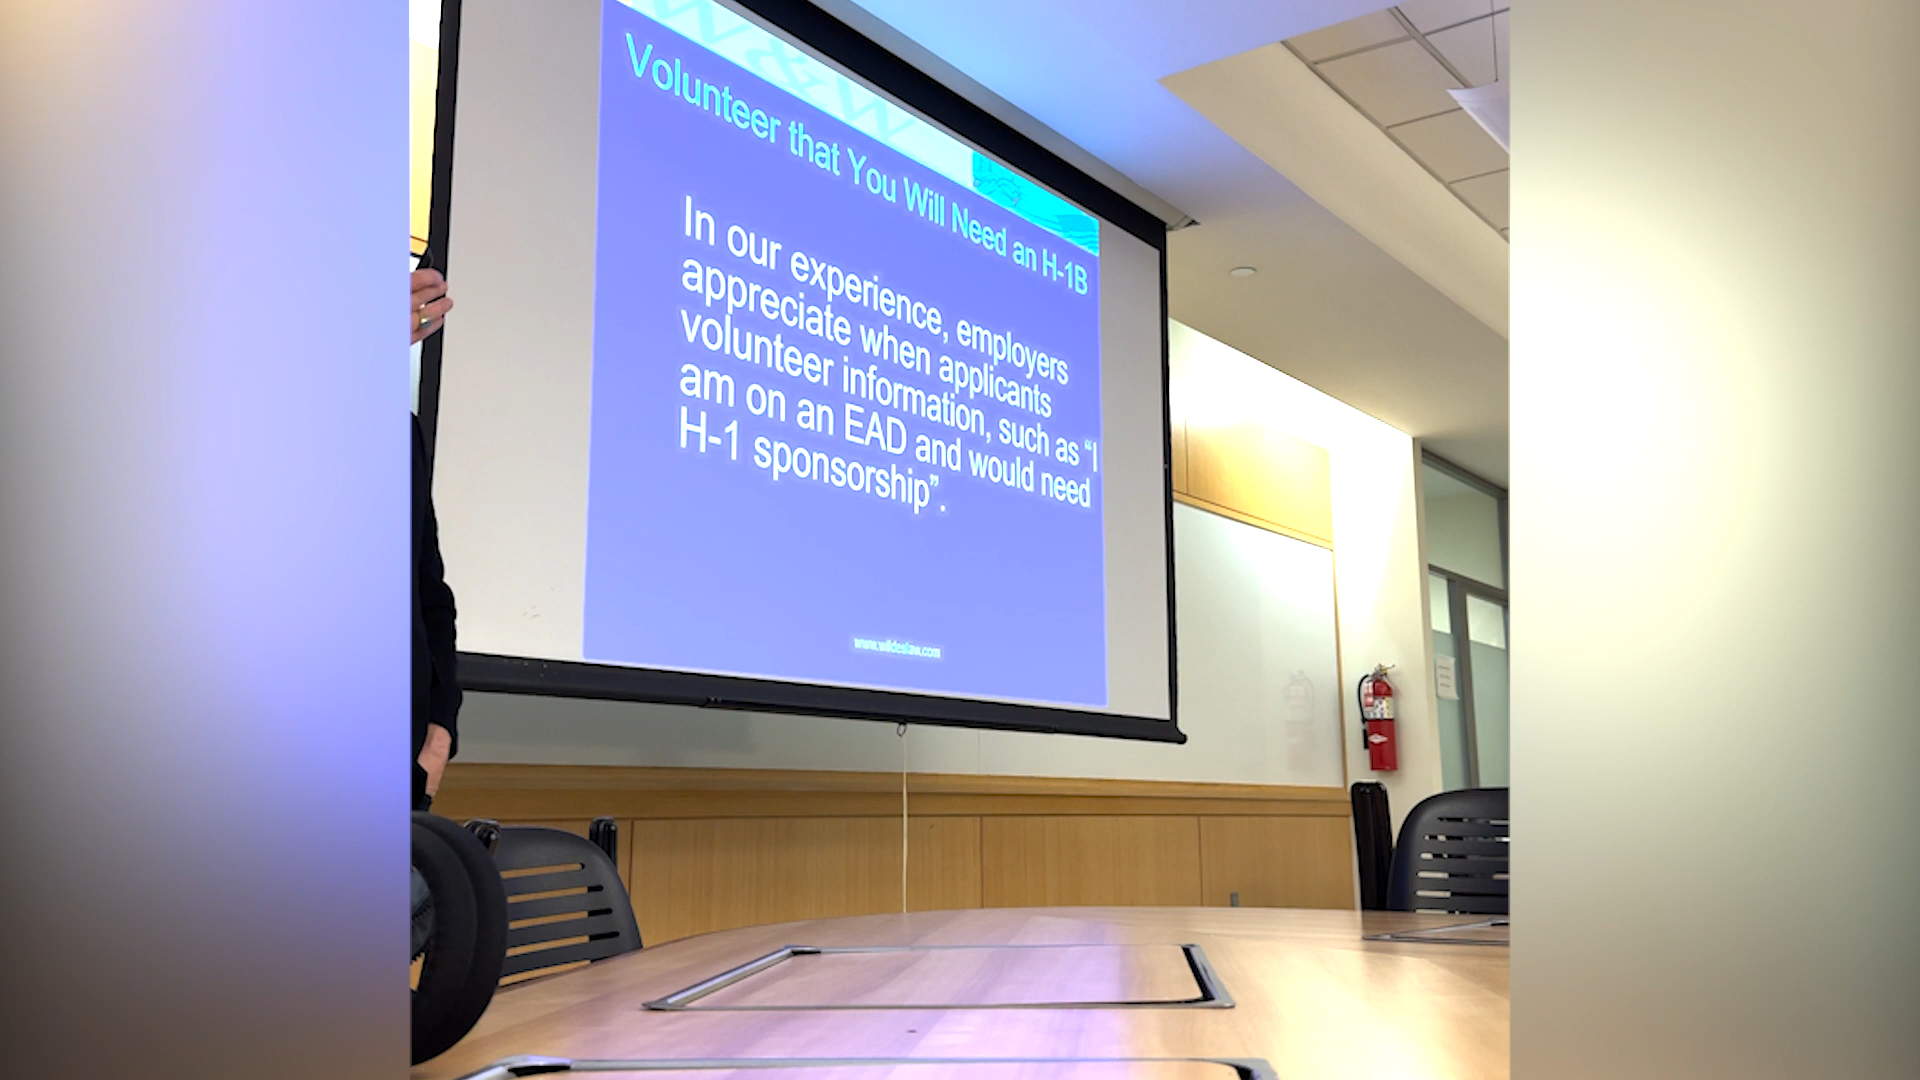 W&W
Volunteer that You Will Need an H-1B
In our experience, employers
appreciate when applicants
volunteer information, such as “I
am on an EAD and would need
H-1 sponsorship”.
www.wildeslaw.com